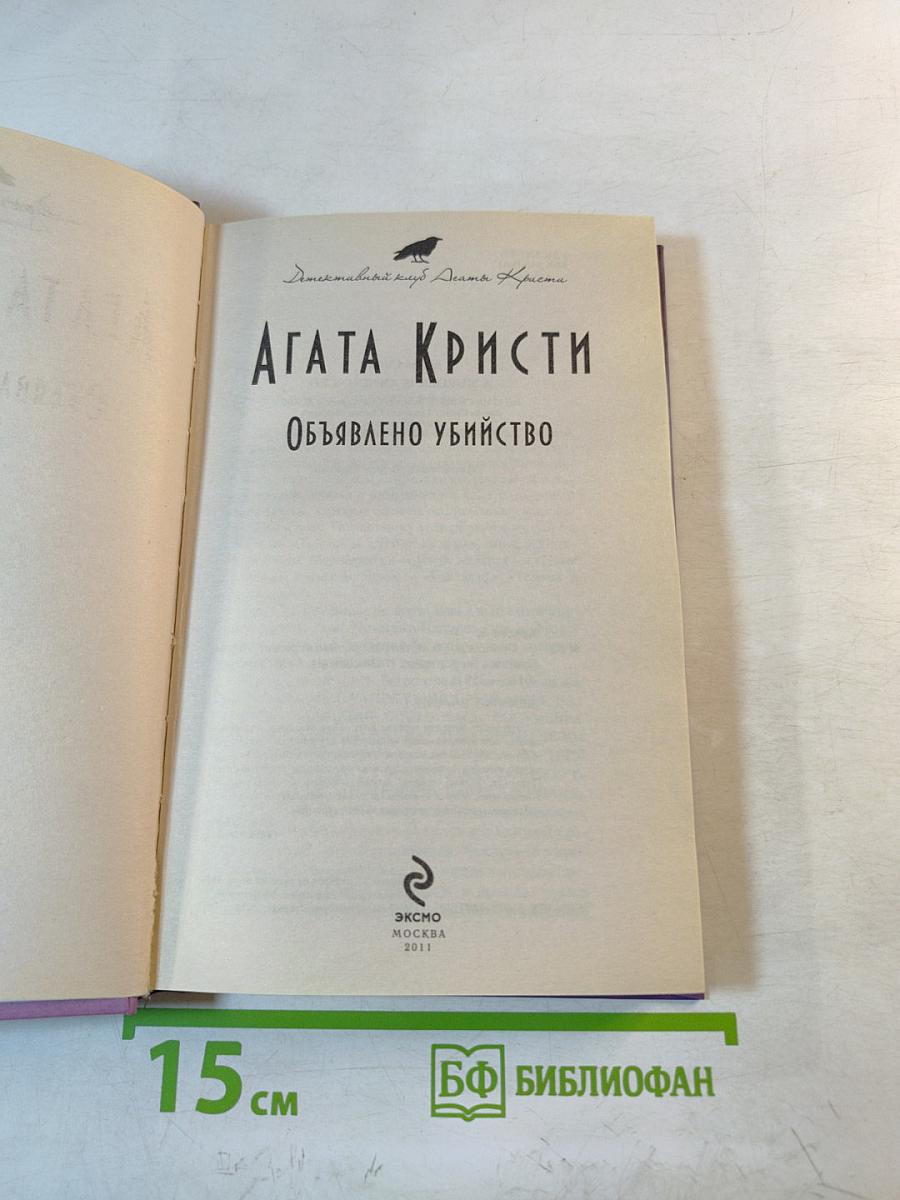 Детективный клуб Агаты Кристи
АГАТА КРИСТИ
ОБЪЯВЛЕНО УБИЙСТВО
ЭКСМО
МОСКВА
2011
15 см
БФ БИБЛИОФАН